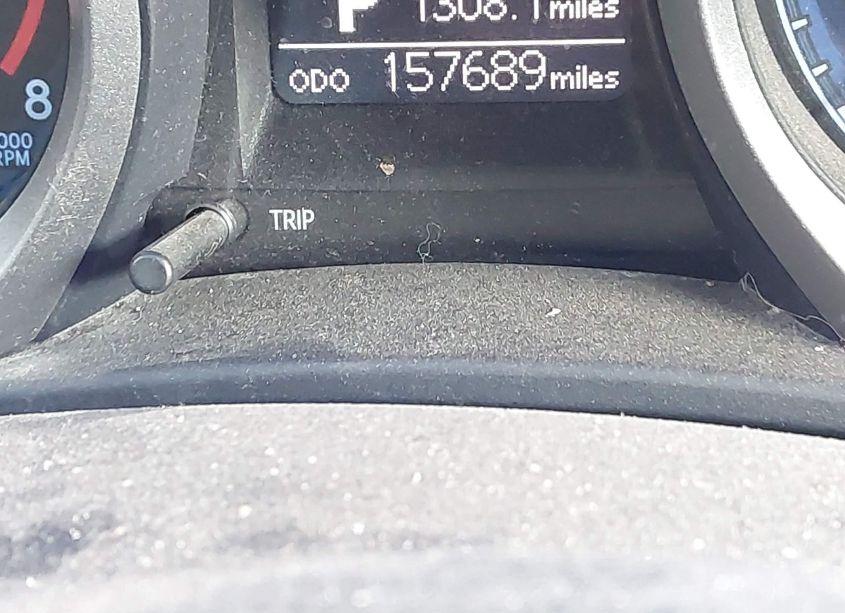 P 1308.1 miles
ODO 157689 miles
8
000
RPM
TRIP